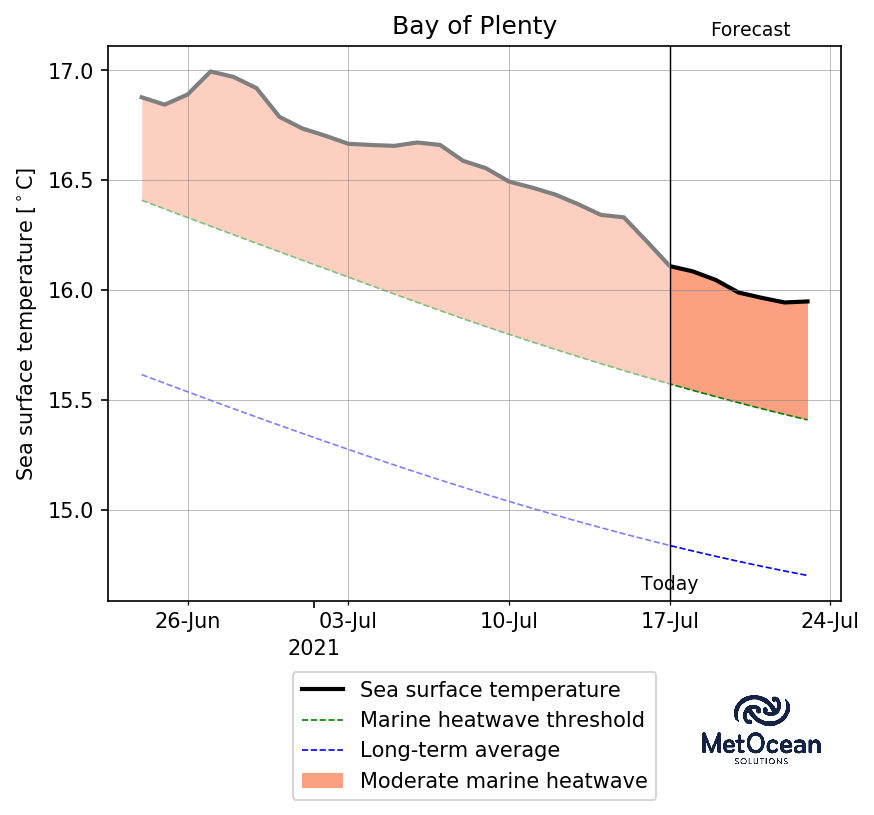 Bay of Plenty
Forecast
Sea surface temperature [°C]
17.0
16.5
16.0
15.5
15.0
Today
26-Jun
03-Jul
10-Jul
17-Jul
24-Jul
2021
Sea surface temperature
Marine heatwave threshold
Long-term average
Moderate marine heatwave
MetOcean
SOLUTIONS